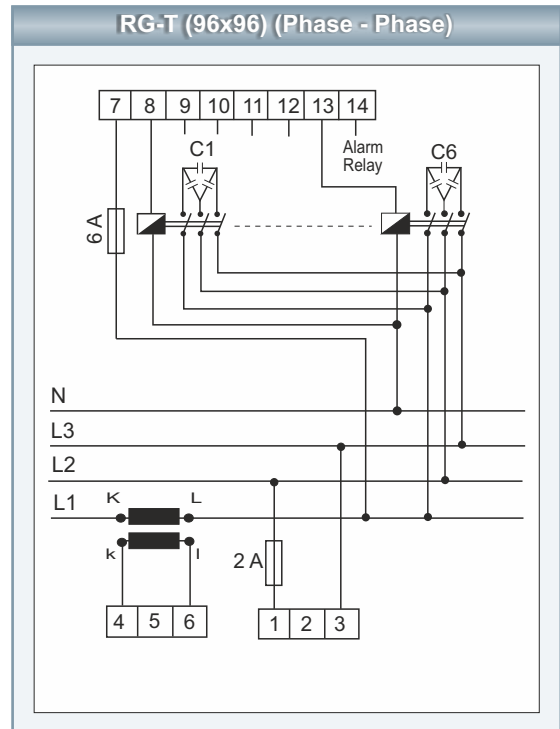 RG-T (96x96) (Phase - Phase)
7 8 9 10 11 12 13 14
C1
Alarm
Relay
C6
6 A
N
L3
L2
L1
K L
k l
2 A
4 5 6
1 2 3